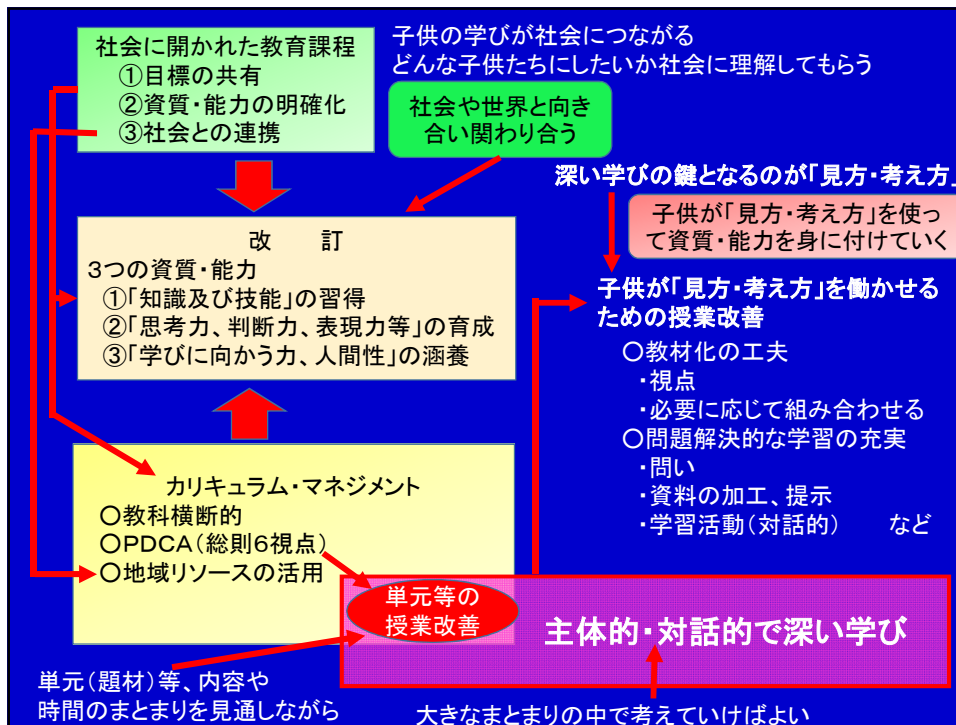 社会に開かれた教育課程
①目標の共有
②資質・能力の明確化
③社会との連携
子供の学びが社会につながる
どんな子供たちにしたいか社会に理解してもらう
社会や世界と向き
合い関わり合う
深い学びの鍵となるのが「見方・考え方」
子供が「見方・考え方」を使っ
て資質・能力を身に付けていく
改　　訂
３つの資質・能力
①「知識及び技能」の習得
②「思考力、判断力、表現力等」の育成
③「学びに向かう力、人間性」の涵養
子供が「見方・考え方」を働かせる
ための授業改善
〇教材化の工夫
・視点
・必要に応じて組み合わせる
〇問題解決的な学習の充実
・問い
・資料の加工、提示
・学習活動（対話的）　　など
カリキュラム・マネジメント
〇教科横断的
〇PDCA（総則６視点）
〇地域リソースの活用
単元等の
授業改善
主体的・対話的で深い学び
単元（題材）等、内容や
時間のまとまりを見通しながら
大きなまとまりの中で考えていけばよい